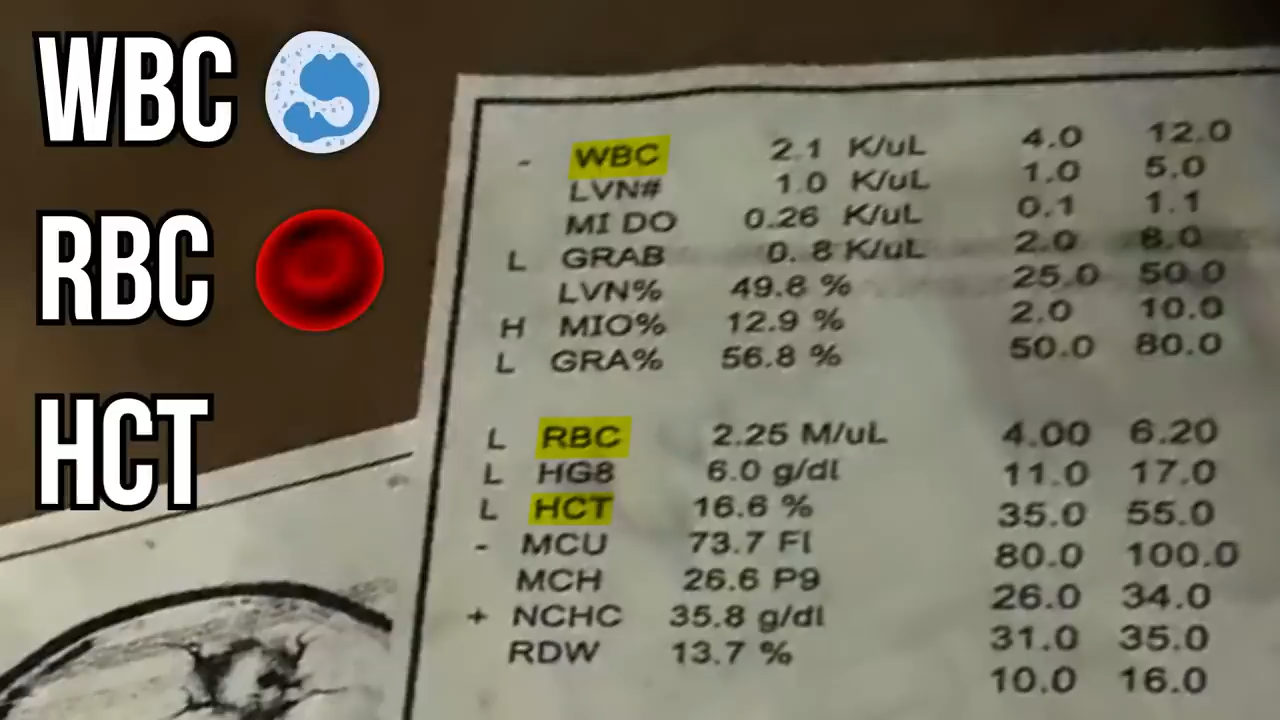 WBC
RBC
HCT
- WBC 2.1 K/uL 4.0 12.0
LVN# 1.0 K/uL 1.0 5.0
MI DO 0.26 K/uL 0.1 1.1
L GRAB 0. 8 K/uL 2.0 8.0
LVN% 49.8 % 25.0 50.0
H MIO% 12.9 % 2.0 10.0
L GRA% 56.8 % 50.0 80.0
L RBC 2.25 M/uL 4.00 6.20
L HG8 6.0 g/dl 11.0 17.0
L HCT 16.6 % 35.0 55.0
- MCU 73.7 Fl 80.0 100.0
MCH 26.6 P9 26.0 34.0
+ NCHC 35.8 g/dl 31.0 35.0
RDW 13.7 % 10.0 16.0